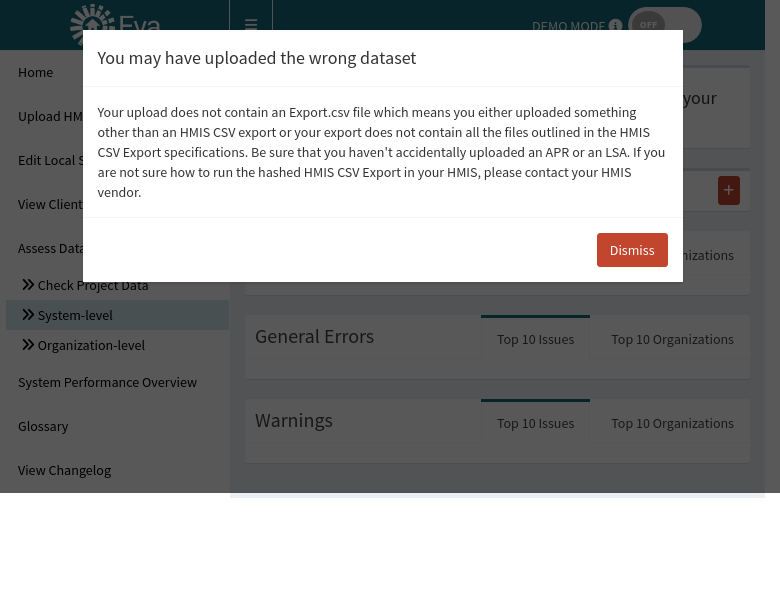 Eva
DEMO MODE
OFF
You may have uploaded the wrong dataset
Your upload does not contain an Export.csv file which means you either uploaded something
other than an HMIS CSV export or your export does not contain all the files outlined in the HMIS
CSV Export specifications. Be sure that you haven't accidentally uploaded an APR or an LSA. If you
are not sure how to run the hashed HMIS CSV Export in your HMIS, please contact your HMIS
vendor.
Dismiss
Home
Upload HM
Edit Local S
View Client
Assess Data
Check Project Data
System-level
Organization-level
System Performance Overview
Glossary
View Changelog
your
+
nizations
General Errors
Top 10 Issues
Top 10 Organizations
Warnings
Top 10 Issues
Top 10 Organizations